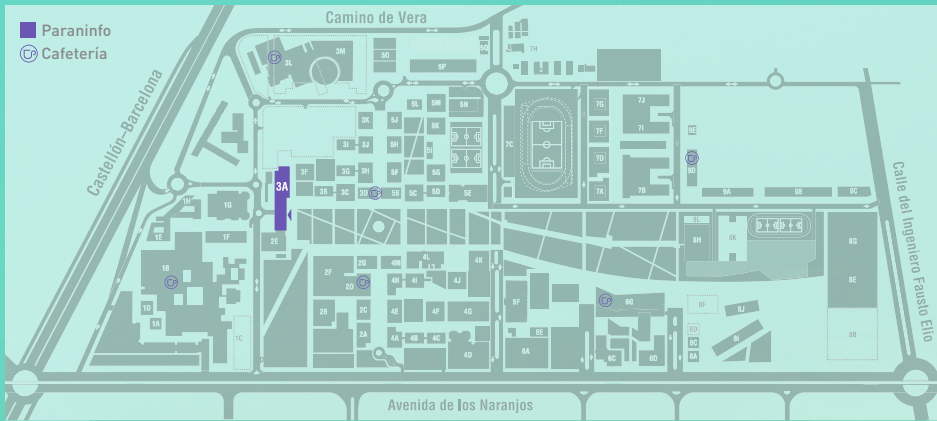 Camino de Vera
Paraninfo
Cafetería
Castellón-Barcelona
Calle del Ingeniero Fausto Elio
Avenida de los Naranjos
3L
3M
5Q
5P
7H
3K
5J
5L
5M
5N
5K
3I
3J
5H
7C
7G
7F
7D
7A
7J
7I
7B
9D
3A
3F
3G
3H
5F
5G
3B
3C
3D
5B
5C
5D
5E
9A
9B
9C
1H
1G
1E
1F
2E
1B
1D
1A
1C
2F
2G
2D
2B
2C
2A
4H
4L
4I
4J
4K
4E
4F
4G
4A
4B
4C
4D
8L
8H
8K
8G
8E
8B
8F
8J
8D
8C
8A
8I
6F
6G
6E
6A
6C
6D